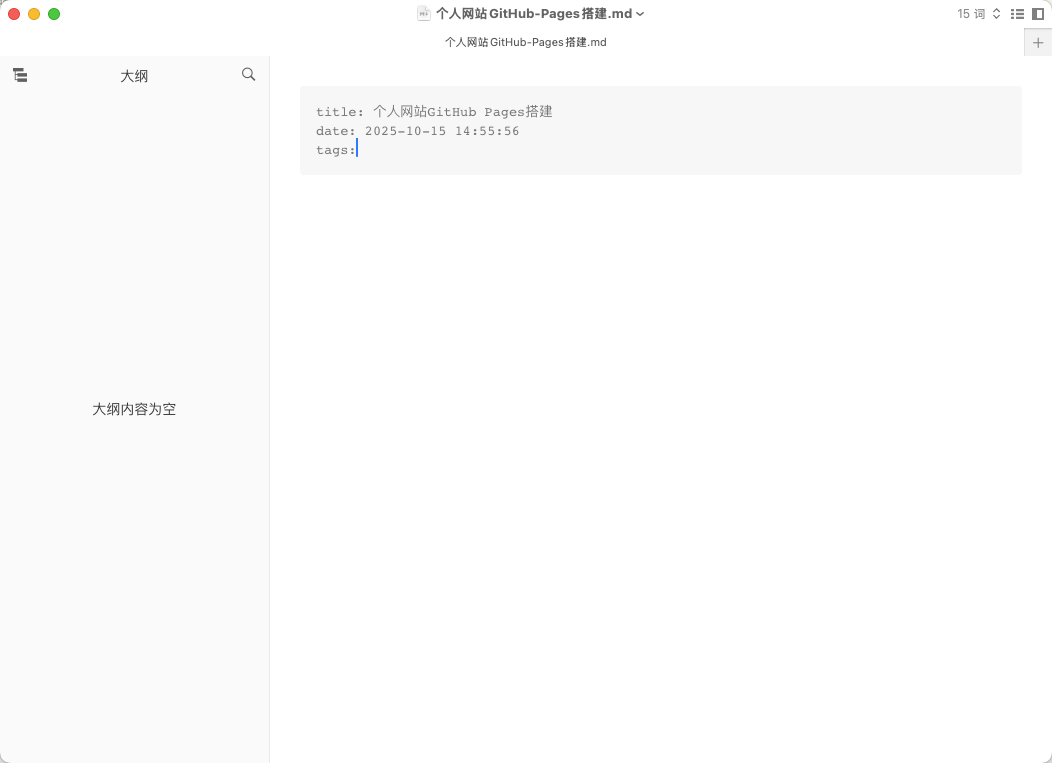 个人网站GitHub-Pages搭建.md
15 词
个人网站GitHub-Pages搭建.md
大纲
title: 个人网站GitHub Pages搭建
date: 2025-10-15 14:55:56
tags:
大纲内容为空